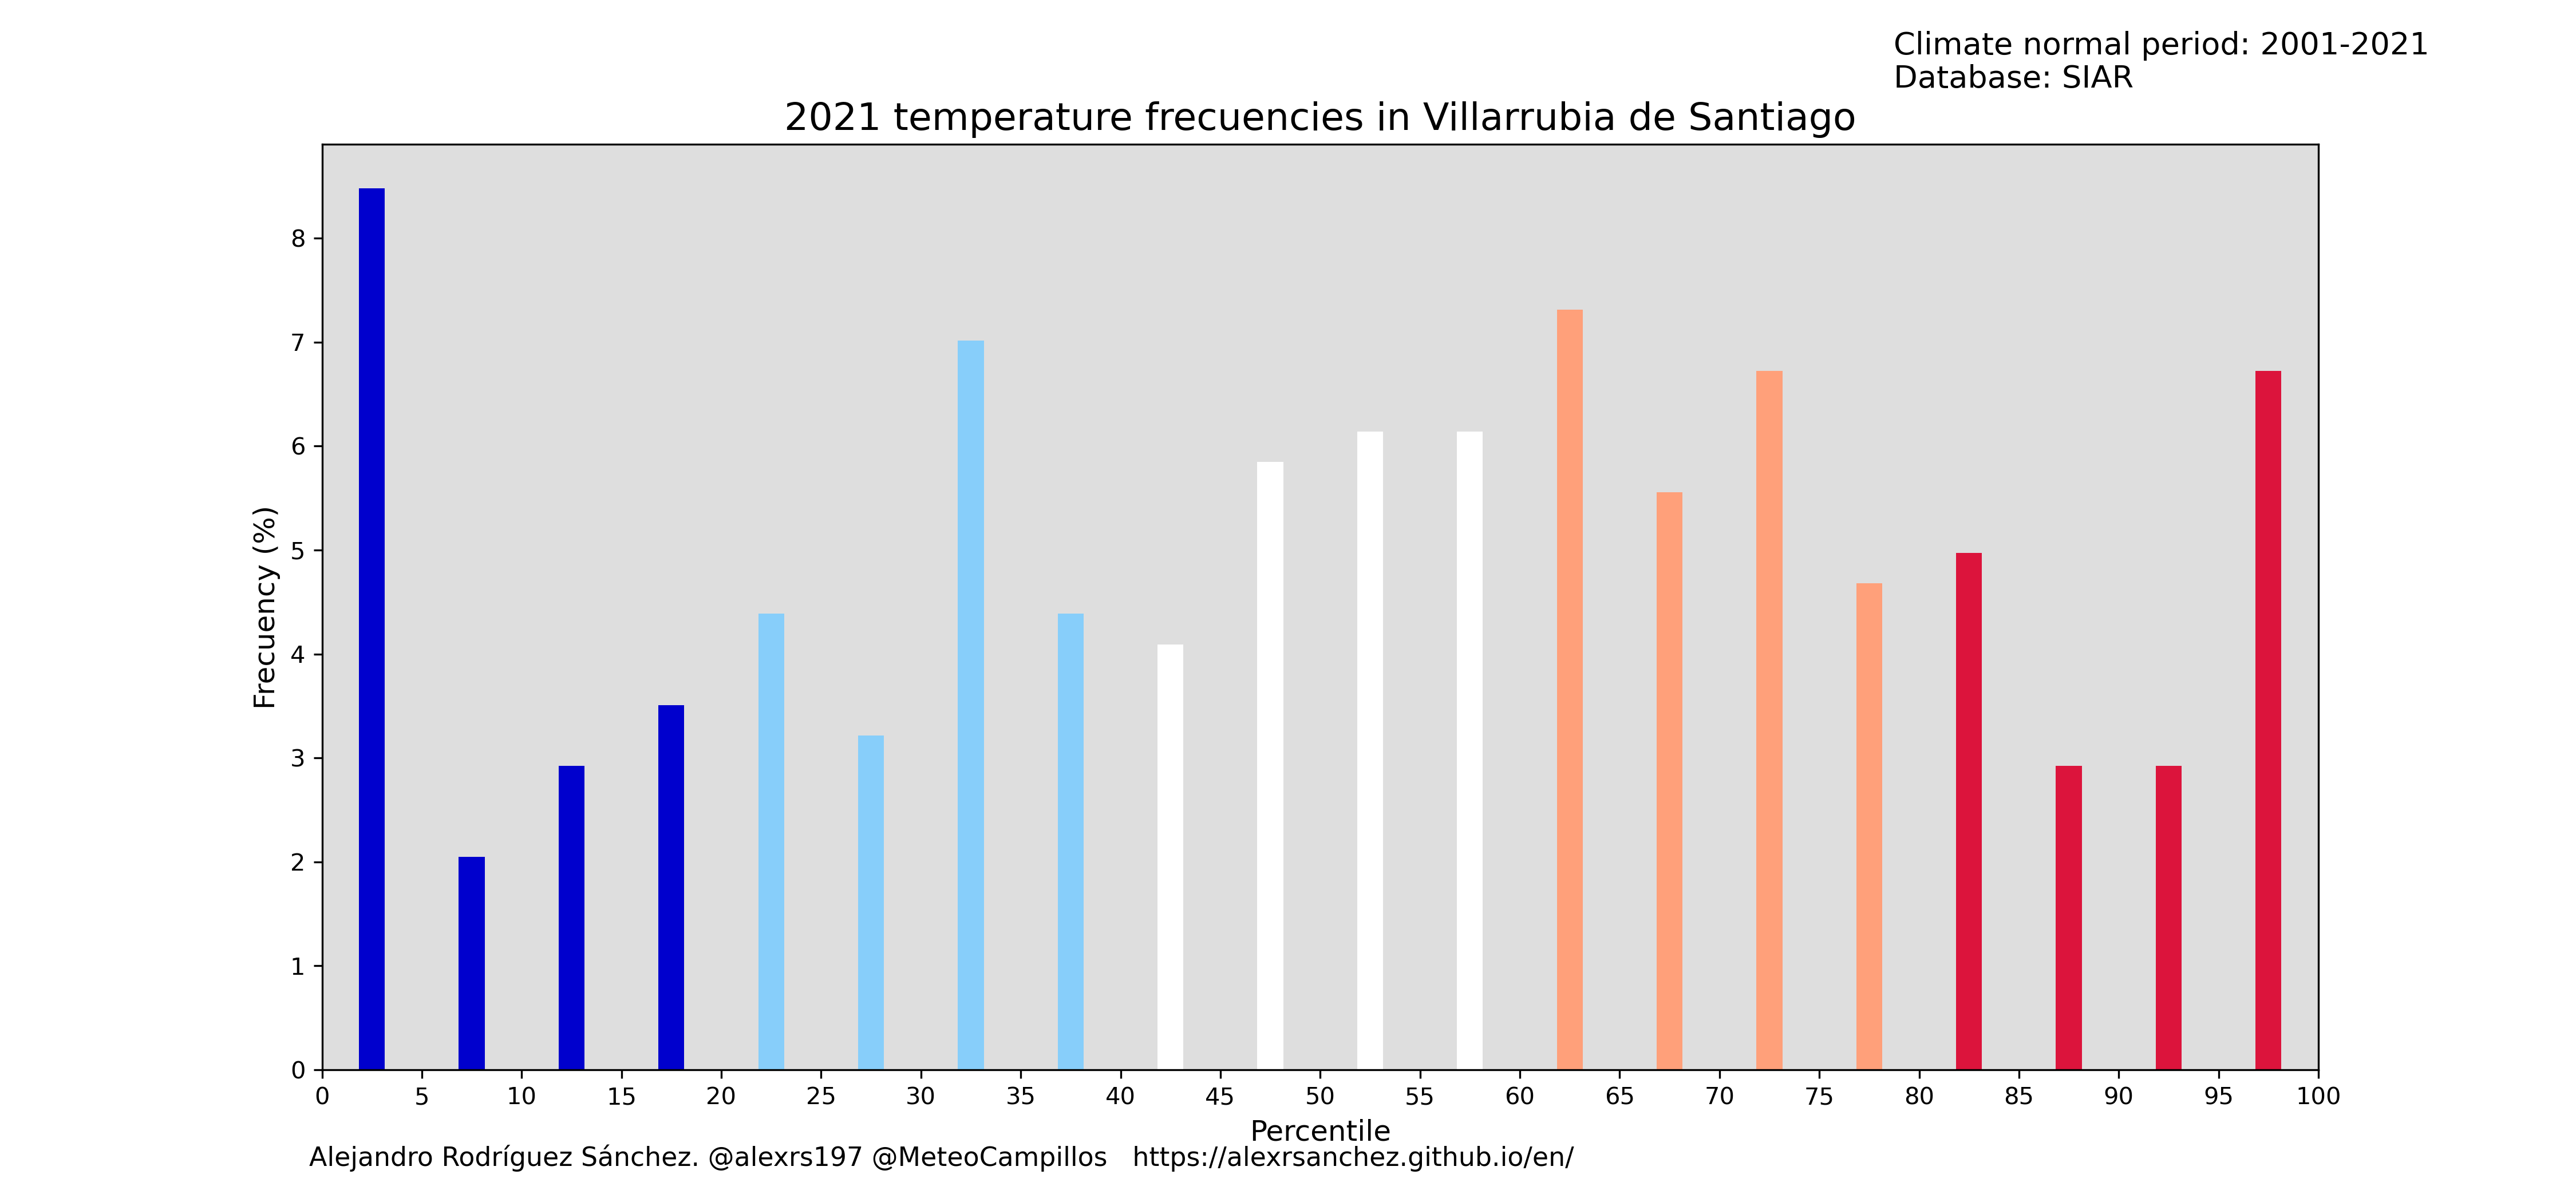 Climate normal period: 2001-2021
Database: SIAR
2021 temperature frecuencies in Villarrubia de Santiago
Frecuency (%)
8
7
6
5
4
3
2
1
0
0 5 10 15 20 25 30 35 40 45 50 55 60 65 70 75 80 85 90 95 100
Percentile
Alejandro Rodríguez Sánchez. @alexrs197 @MeteoCampillos https://alexrsanchez.github.io/en/